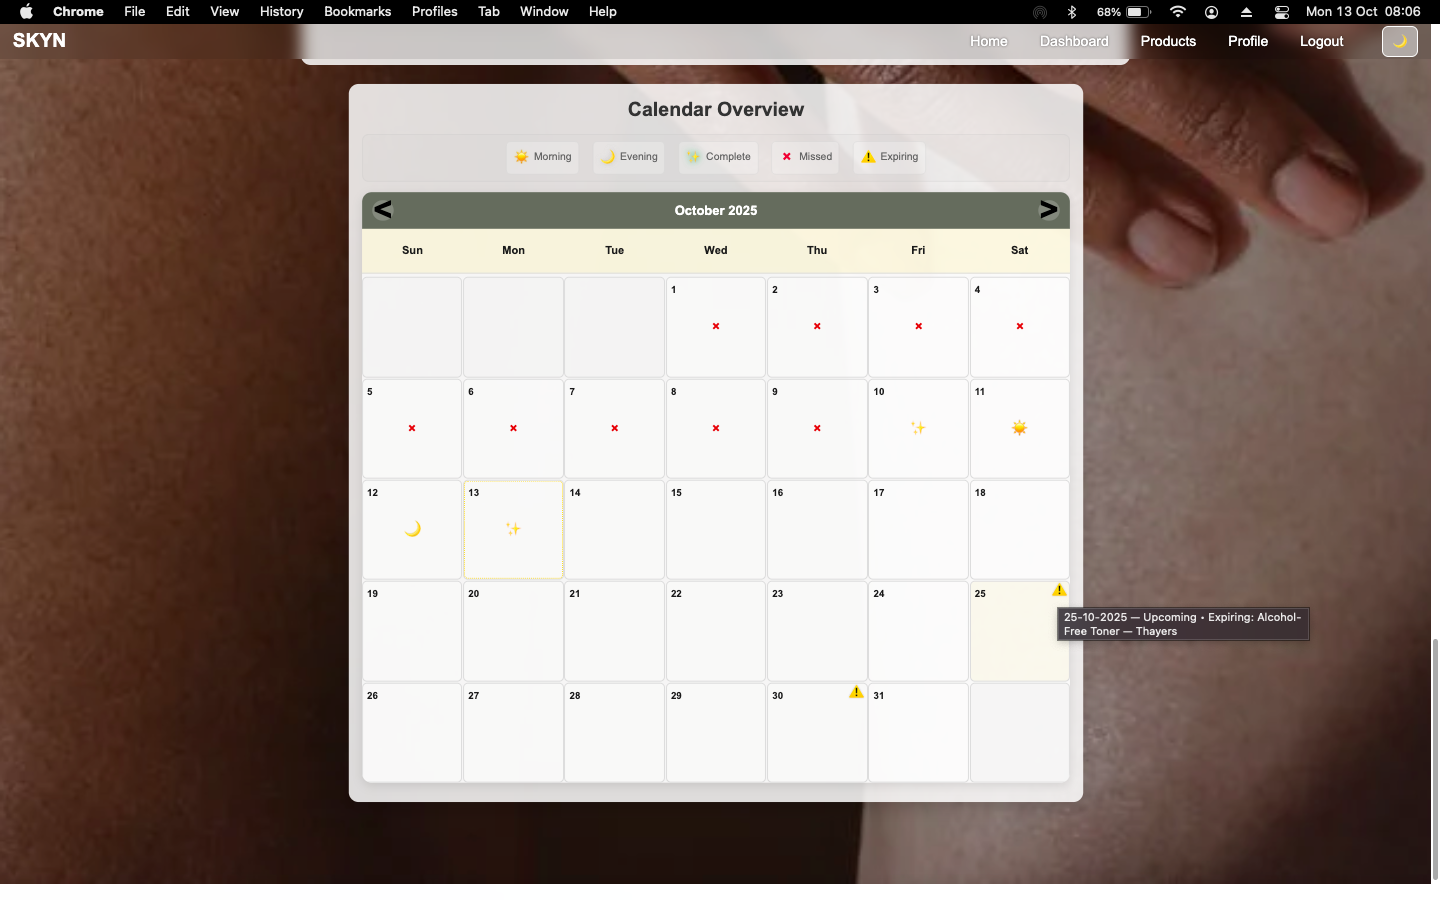 Chrome File Edit View History Bookmarks Profiles Tab Window Help 68% Mon 13 Oct 08:06
SKYN Home Dashboard Products Profile Logout
Calendar Overview
Morning Evening Complete Missed Expiring
< October 2025 >
Sun Mon Tue Wed Thu Fri Sat
1 2 3 4
5 6 7 8 9 10 11
12 13 14 15 16 17 18
19 20 21 22 23 24 25
25-10-2025 — Upcoming • Expiring: Alcohol-
Free Toner — Thayers
26 27 28 29 30 31